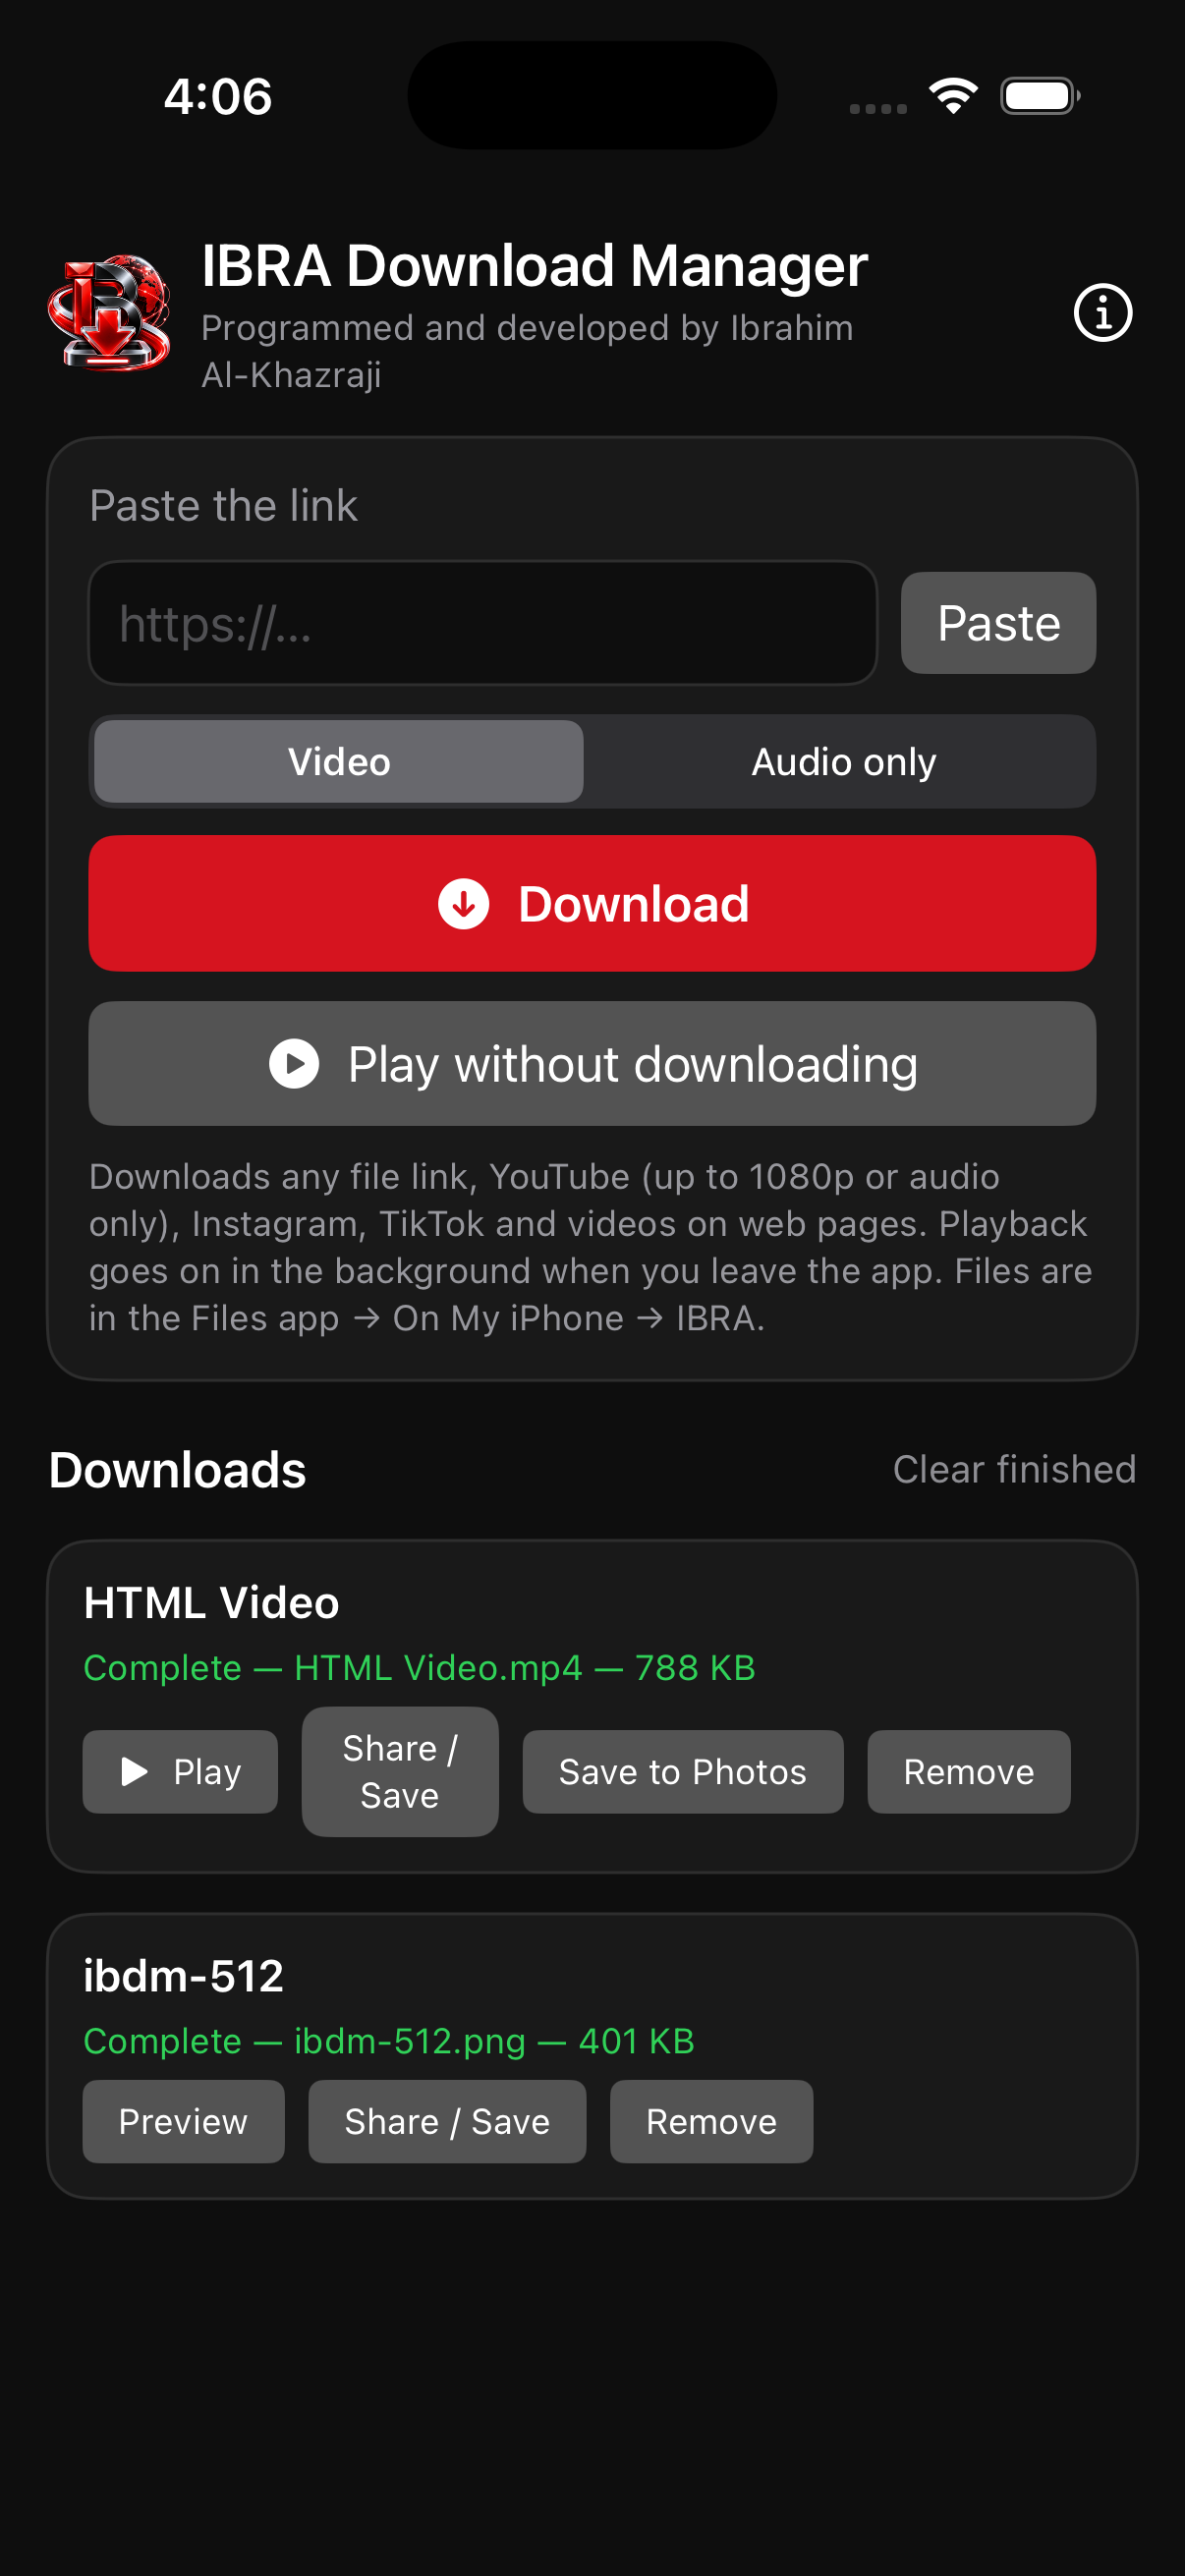 4:06
IBRA Download Manager
Programmed and developed by Ibrahim
Al-Khazraji
Paste the link
https://...
Paste
Video
Audio only
Download
Play without downloading
Downloads any file link, YouTube (up to 1080p or audio
only), Instagram, TikTok and videos on web pages. Playback
goes on in the background when you leave the app. Files are
in the Files app → On My iPhone → IBRA.
Downloads
Clear finished
HTML Video
Complete — HTML Video.mp4 — 788 KB
Play
Share /
Save
Save to Photos
Remove
ibdm-512
Complete — ibdm-512.png — 401 KB
Preview
Share / Save
Remove